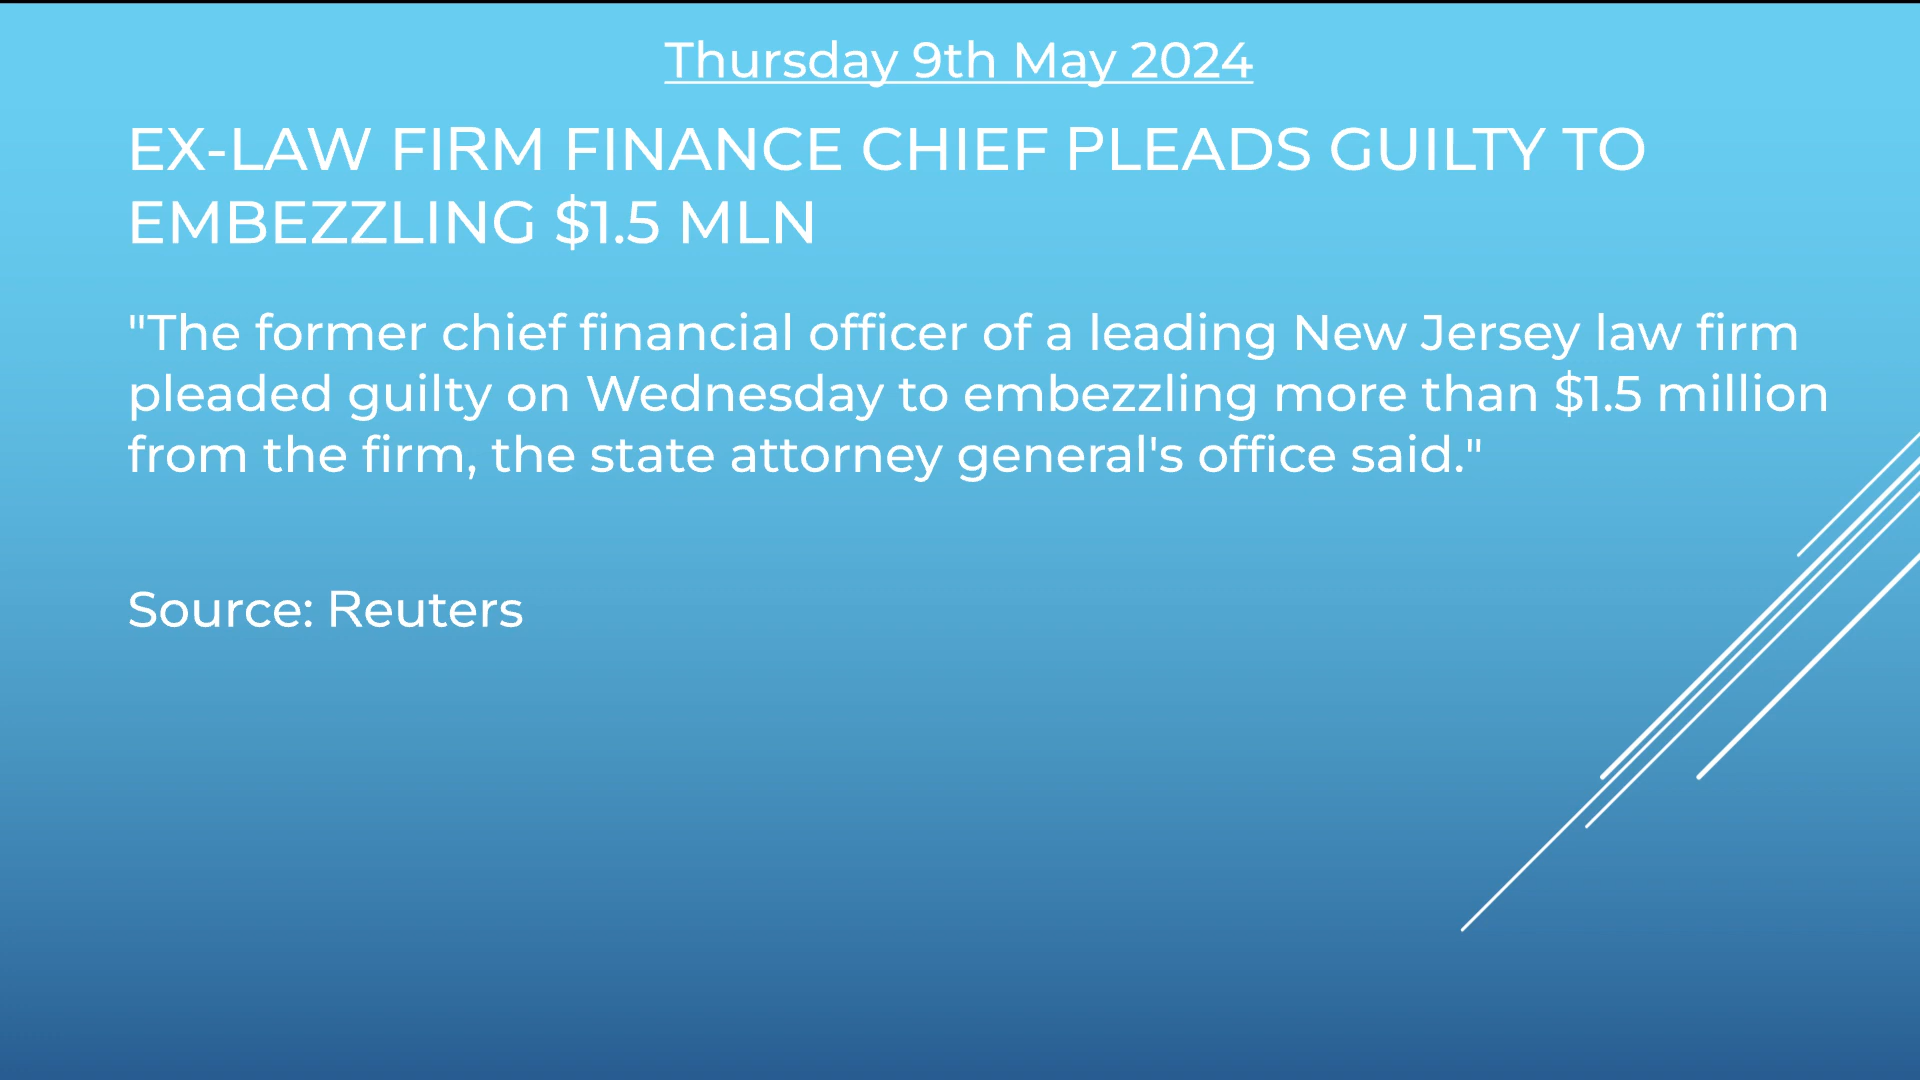 Thursday 9th May 2024
EX-LAW FIRM FINANCE CHIEF PLEADS GUILTY TO
EMBEZZLING $1.5 MLN
"The former chief financial officer of a leading New Jersey law firm
pleaded guilty on Wednesday to embezzling more than $1.5 million
from the firm, the state attorney general's office said."
Source: Reuters